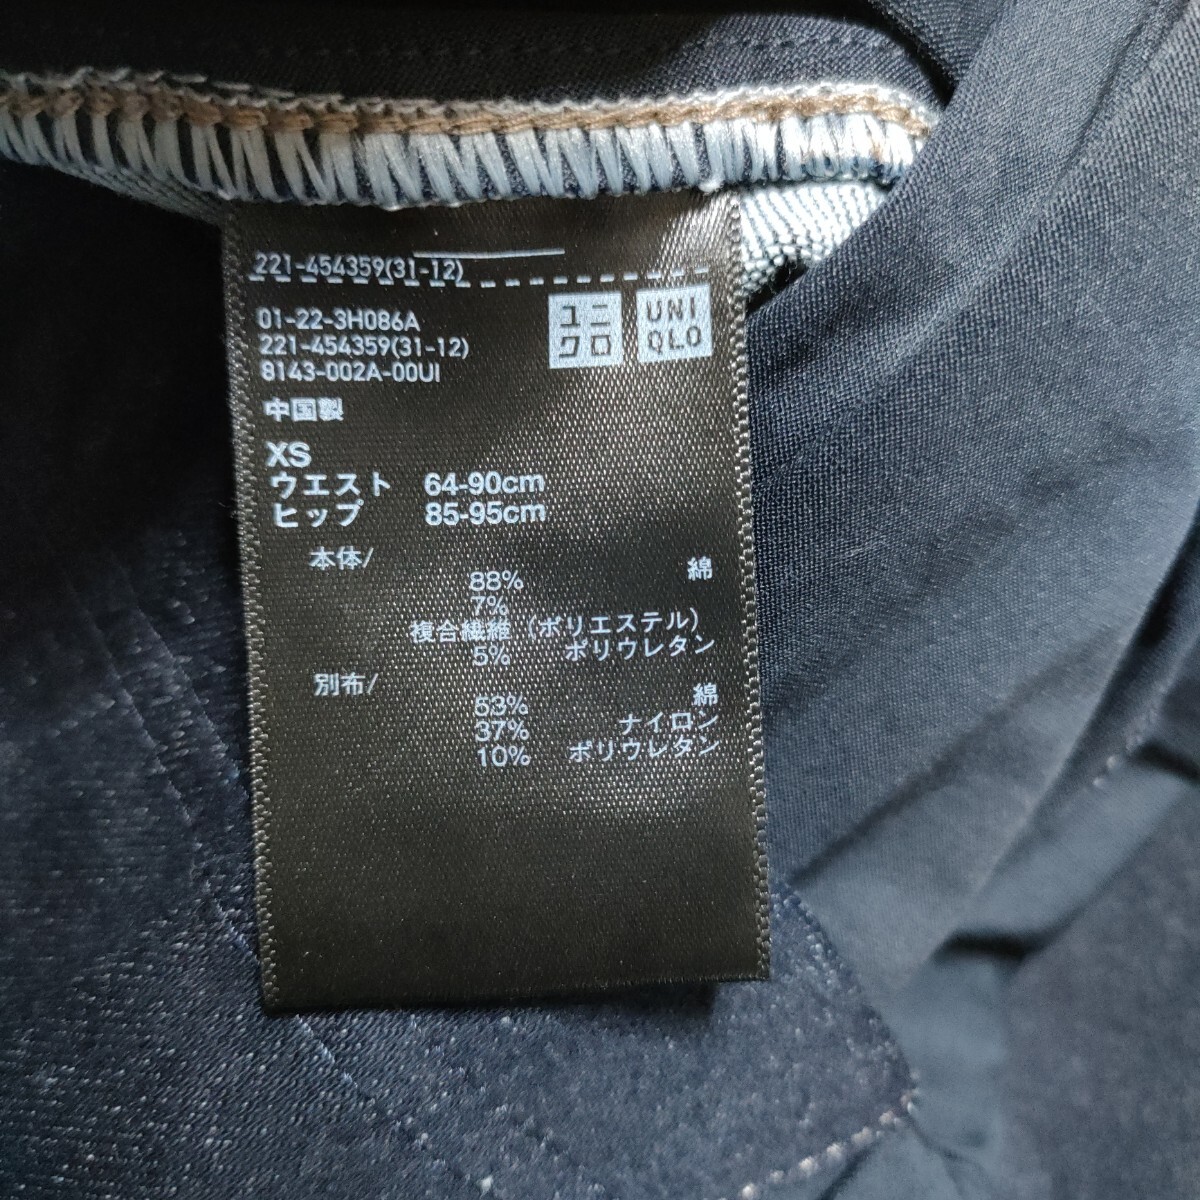 221-454359(31-12)
01-22-3H086A
221-454359(31-12)
8143-002A-00UI
ユニ
クロ
UNI
QLO
中国製
XS
ウエスト 64-90cm
ヒップ 85-95cm
本体/
88% 綿
7%
複合繊維(ポリエステル)
5% ポリウレタン
別布/
53% 綿
37% ナイロン
10% ポリウレタン